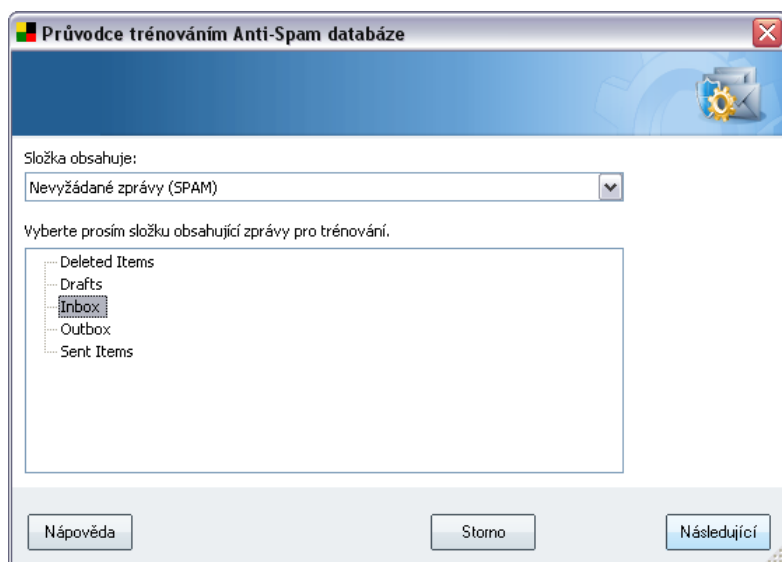 Průvodce trénováním Anti-Spam databáze
Složka obsahuje:
Nevyžádané zprávy (SPAM)
Vyberte prosím složku obsahující zprávy pro trénování.
Deleted Items
Drafts
Inbox
Outbox
Sent Items
Nápověda
Storno
Následující